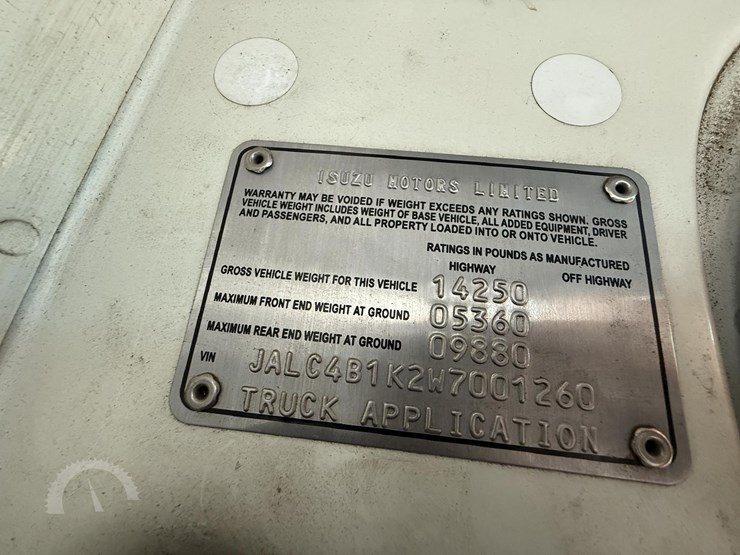 ISUZU MOTORS LIMITED
WARRANTY MAY BE VOIDED IF WEIGHT EXCEEDS ANY RATINGS SHOWN. GROSS
VEHICLE WEIGHT INCLUDES WEIGHT OF BASE VEHICLE, ALL ADDED EQUIPMENT, DRIVER
AND PASSENGERS, AND ALL PROPERTY LOADED INTO OR ONTO VEHICLE.
RATINGS IN POUNDS AS MANUFACTURED
HIGHWAY OFF HIGHWAY
GROSS VEHICLE WEIGHT FOR THIS VEHICLE 14250
MAXIMUM FRONT END WEIGHT AT GROUND 05360
MAXIMUM REAR END WEIGHT AT GROUND 09880
VIN JALC4B1K2W7001260
TRUCK APPLICATION